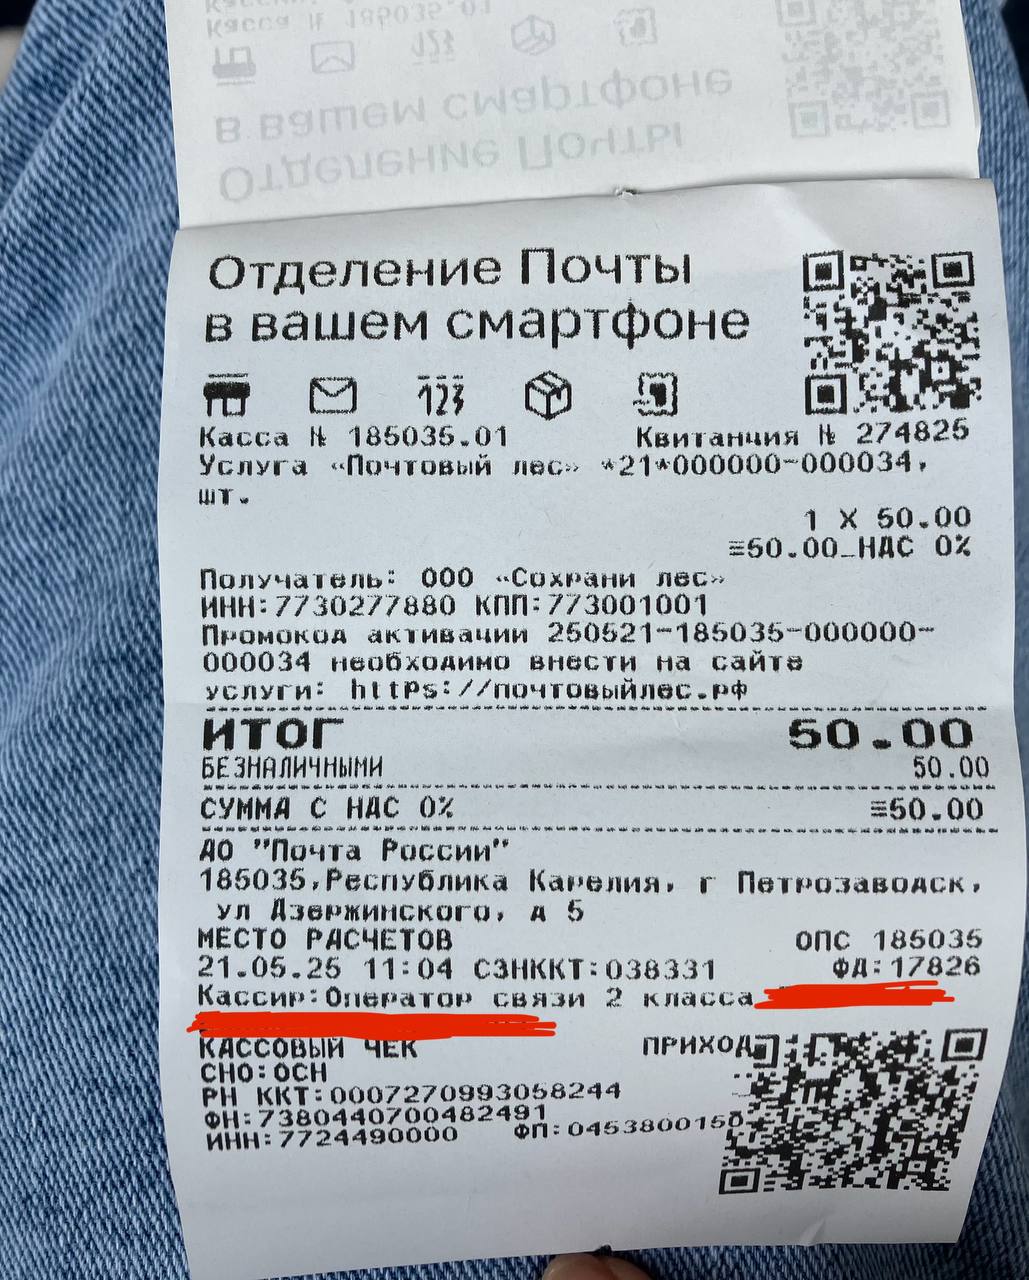 Отделение Почты
в вашем смартфоне
123
Касса № 185035.01 Квитанция № 274825
Услуга «Почтовый лес» *21*000000-000034,
шт.
1 X 50.00
≡50.00_НДС 0%
Получатель: ООО «Сохрани лес»
ИНН:7730277880 КПП:773001001
Промокод активации 250521-185035-000000-
000034 необходимо внести на сайте
услуги: https://почтовыйлес.рф
ИТОГ 50.00
БЕЗНАЛИЧНЫМИ 50.00
СУММА С НДС 0% ≡50.00
АО "Почта России"
185035,Республика Карелия, г Петрозаводск,
ул Дзержинского, д 5
МЕСТО РАСЧЕТОВ ОПС 185035
21.05.25 11:04 СЗНККТ:038331 ФД:17826
Кассир:Оператор связи 2 класса
КАССОВЫЙ ЧЕК ПРИХОД
СНО:ОСН
РН ККТ:0007270993058244
ФН:7380440700482491
ИНН:7724490000 ФП:0453800150